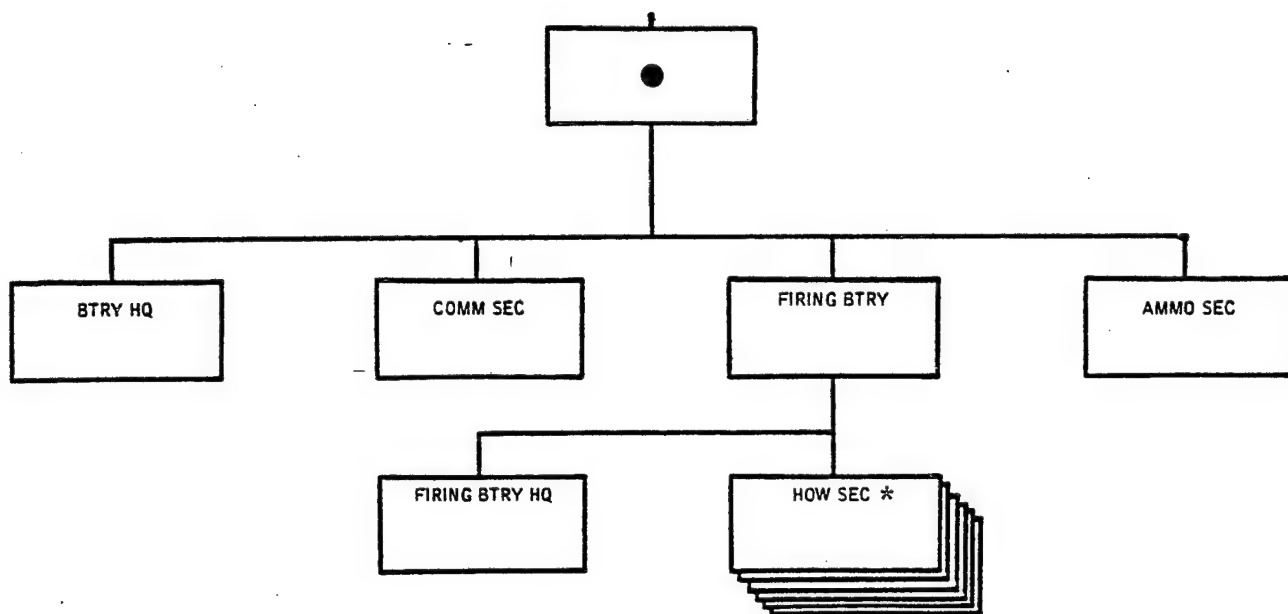 BTRY HQ
COMM SEC
FIRING BTRY
AMMO SEC
FIRING BTRY HQ
HOW SEC *